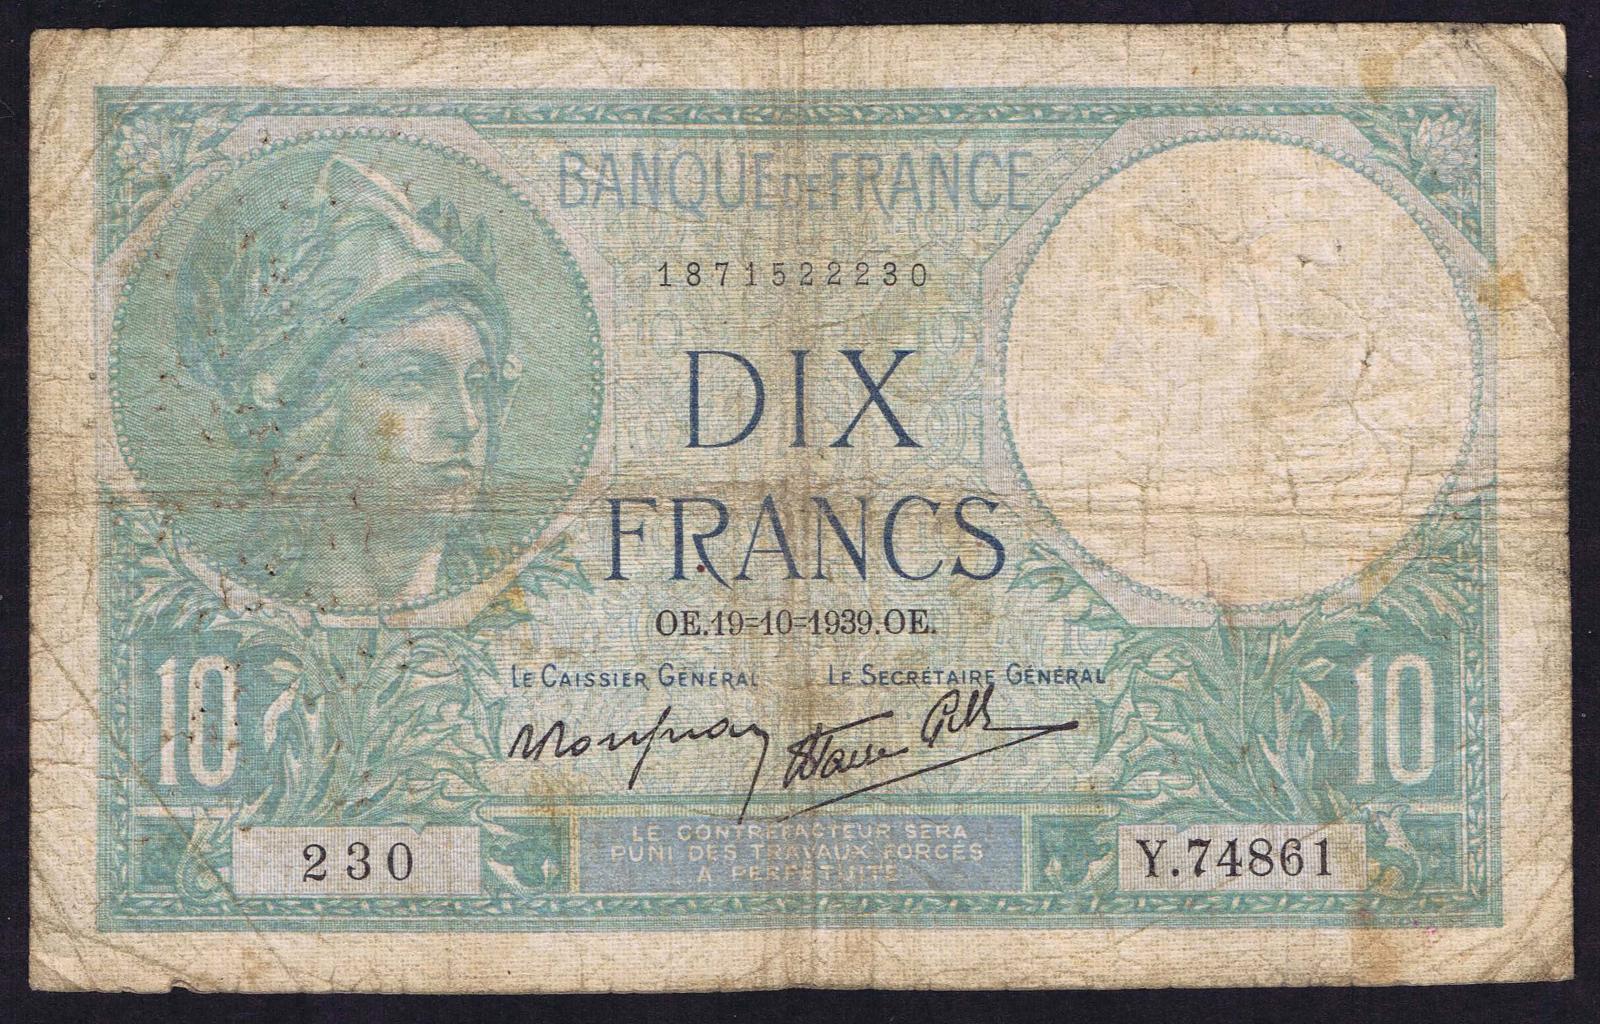 BANQUE DE FRANCE
1871522230
DIX
FRANCS
OE.19=10=1939.OE.
LE CAISSIER GÉNÉRAL
LE SECRÉTAIRE GÉNÉRAL
10
10
LE CONTREFACTEUR SERA
PUNI DES TRAVAUX FORCÉS
A PERPÉTUITÉ
230
Y.74861